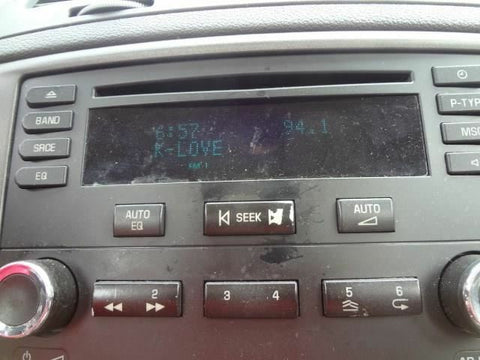 6:57 94.1
K-LOVE
FM1
BAND
SRCE
EQ
P-TYP
MSG
AUTO EQ
SEEK
AUTO
2
3 4
5 6